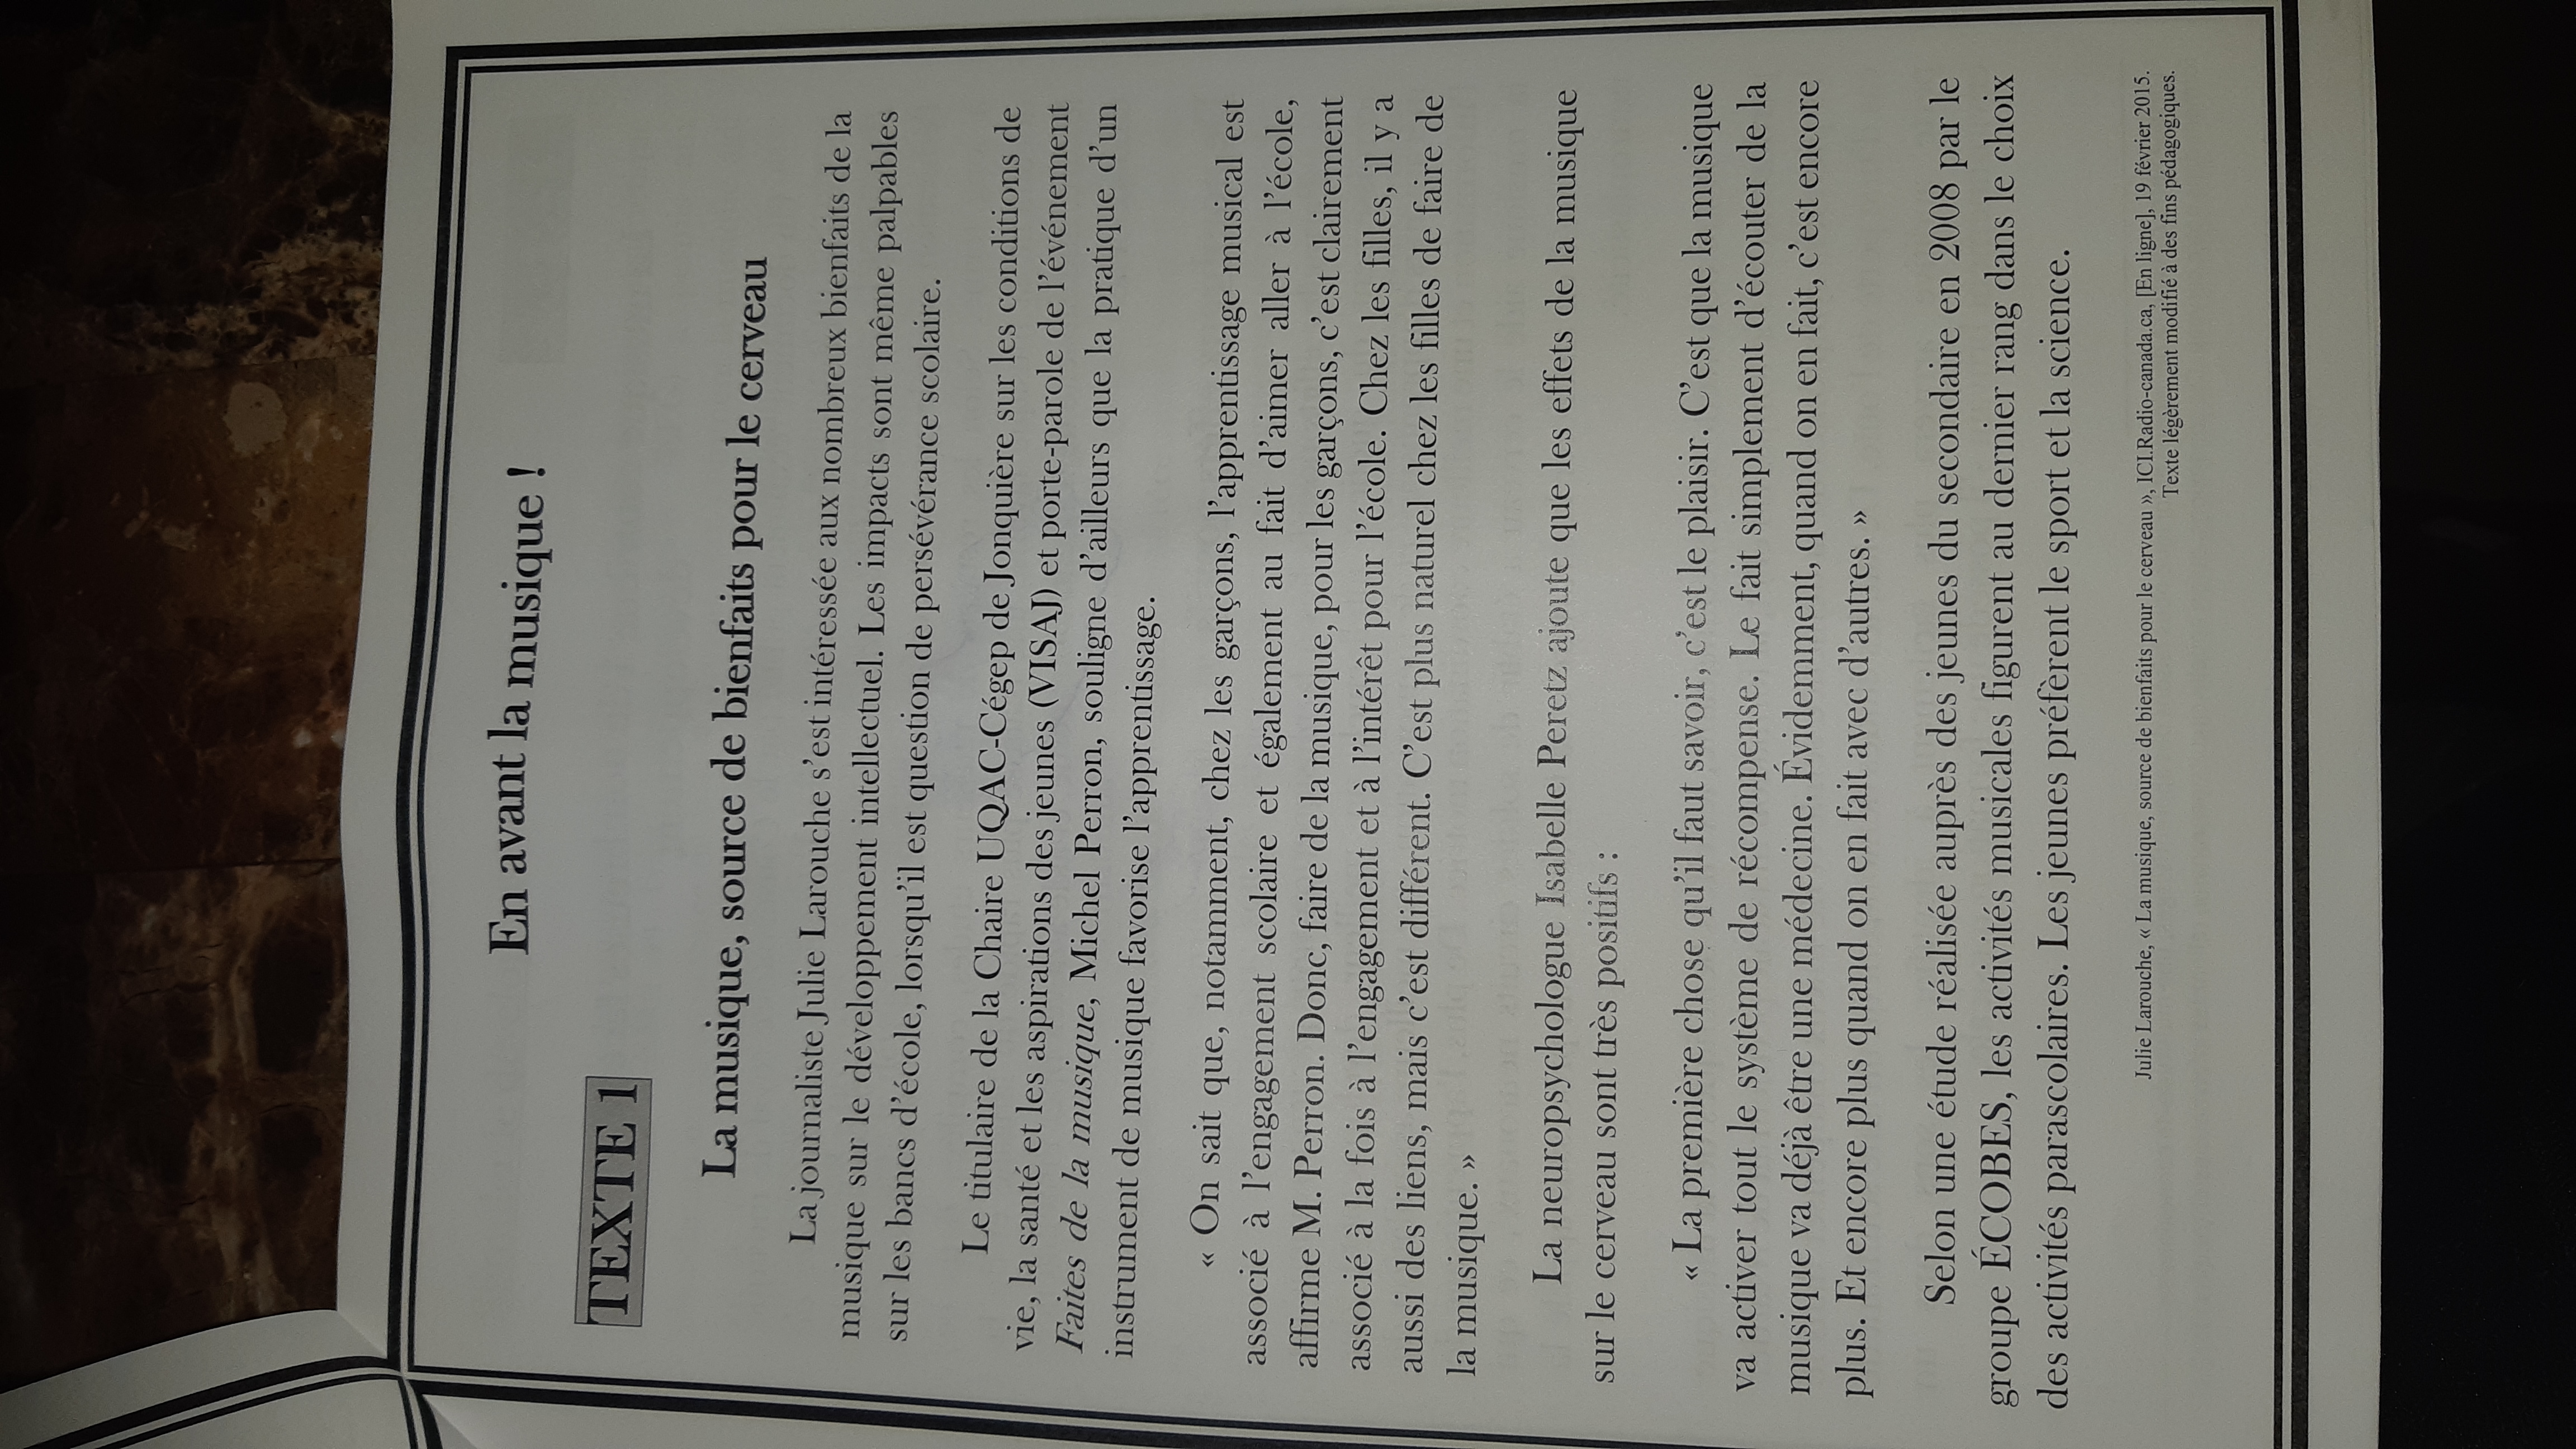 En avant la musique !
TEXTE 1
La musique, source de bienfaits pour le cerveau
La journaliste Julie Larouche s'est intéressée aux nombreux bienfaits de la
musique sur le développement intellectuel. Les impacts sont même palpables
sur les bancs d'école, lorsqu'il est question de persévérance scolaire.
Le titulaire de la Chaire UQAC-Cégep de Jonquière sur les conditions de
vie, la santé et les aspirations des jeunes (VISAJ) et porte-parole de l'événement
Faites de la musique, Michel Perron, souligne d'ailleurs que la pratique d'un
instrument de musique favorise l'apprentissage.
« On sait que, notamment, chez les garçons, l'apprentissage musical est
associé à l'engagement scolaire et également au fait d'aimer aller à l'école,
affirme M. Perron. Donc, faire de la musique, pour les garçons, c'est clairement
associé à la fois à l'engagement et à l'intérêt pour l'école. Chez les filles, il y a
aussi des liens, mais c'est différent. C'est plus naturel chez les filles de faire de
la musique. »
La neuropsychologue Isabelle Peretz ajoute que les effets de la musique
sur le cerveau sont très positifs :
« La première chose qu'il faut savoir, c'est le plaisir. C'est que la musique
va activer tout le système de récompense. Le fait simplement d'écouter de la
musique va déjà être une médecine. Évidemment, quand on en fait, c'est encore
plus. Et encore plus quand on en fait avec d'autres. »
Selon une étude réalisée auprès des jeunes du secondaire en 2008 par le
groupe ÉCOBES, les activités musicales figurent au dernier rang dans le choix
des activités parascolaires. Les jeunes préfèrent le sport et la science.
Julie Larouche, « La musique, source de bienfaits pour le cerveau », ICI.Radio-canada.ca, [En ligne], 19 février 2015.
Texte légèrement modifié à des fins pédagogiques.